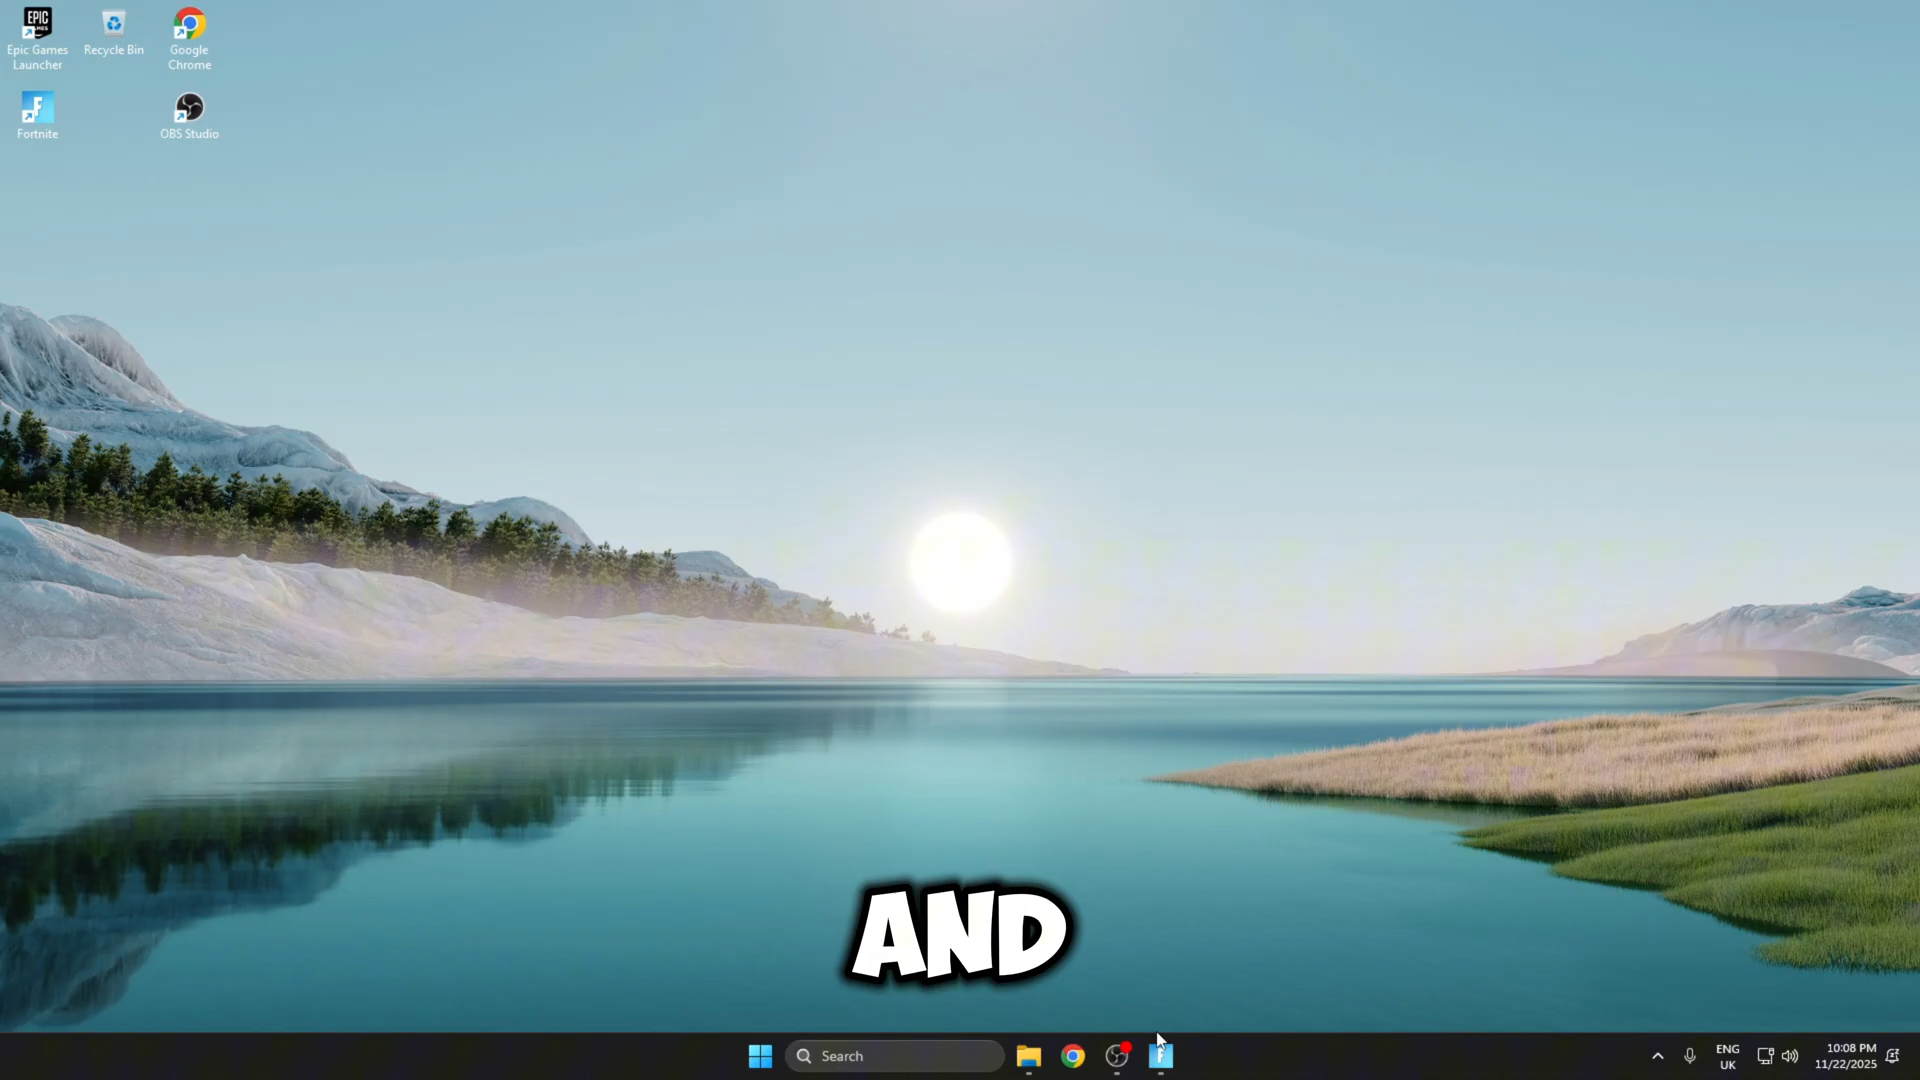 EPIC
GAMES
Epic Games
Launcher
Recycle Bin
Google
Chrome
F
Fortnite
OBS Studio
AND
Search
F
ENG
UK
10:08 PM
11/22/2025